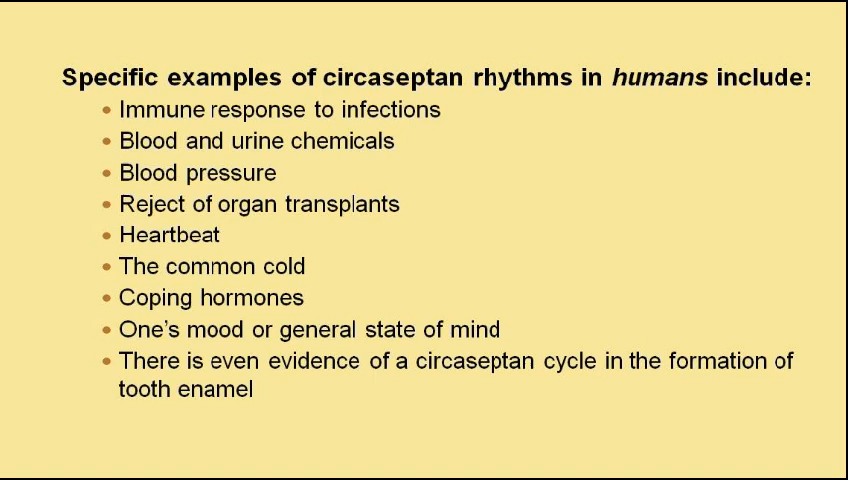 Specific examples of circaseptan rhythms in humans include:
• Immune response to infections
• Blood and urine chemicals
• Blood pressure
• Reject of organ transplants
• Heartbeat
• The common cold
• Coping hormones
• One's mood or general state of mind
• There is even evidence of a circaseptan cycle in the formation of
tooth enamel